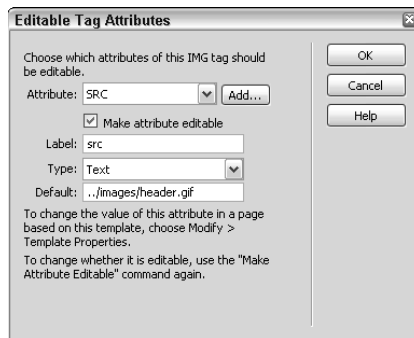 Editable Tag Attributes
Choose which attributes of this IMG tag should
be editable.
Attribute: SRC Add...
Make attribute editable
Label: src
Type: Text
Default: ../images/header.gif
To change the value of this attribute in a page
based on this template, choose Modify >
Template Properties.
To change whether it is editable, use the "Make
Attribute Editable" command again.
OK
Cancel
Help